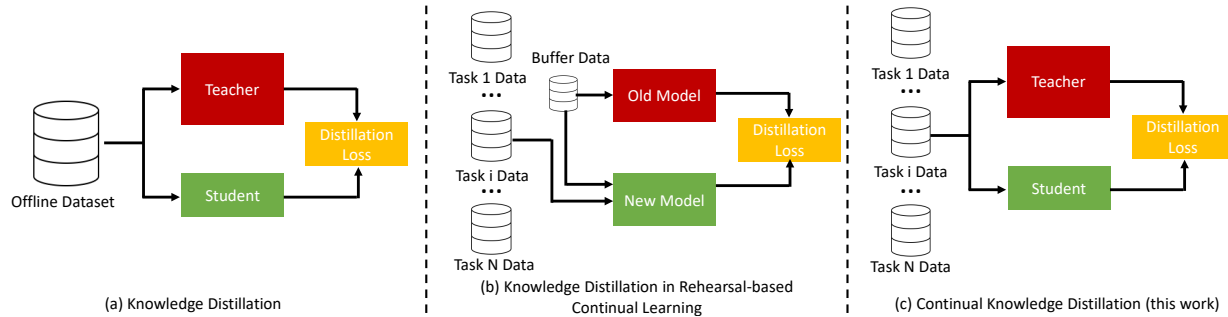 Offline Dataset
Teacher
Student
Distillation
Loss
(a) Knowledge Distillation
Task 1 Data
...
Task i Data
...
Task N Data
Buffer Data
Old Model
New Model
Distillation
Loss
(b) Knowledge Distillation in Rehearsal-based
Continual Learning
Task 1 Data
...
Task i Data
...
Task N Data
Teacher
Student
Distillation
Loss
(c) Continual Knowledge Distillation (this work)